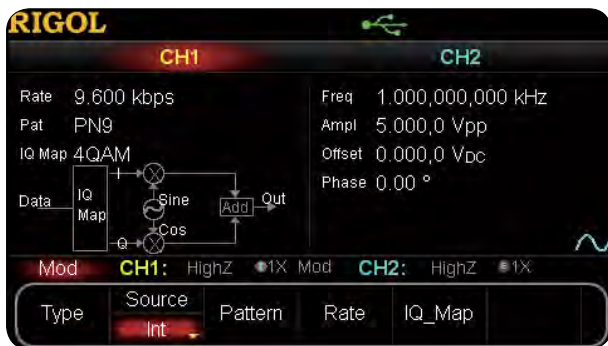 RIGOL
CH1 CH2
Rate 9.600 kbps
Pat PN9
IQ Map 4QAM
Data
IQ Map
I
Q
Sine
Cos
Add
Out
Freq 1.000,000,000 kHz
Ampl 5.000,0 Vpp
Offset 0.000,0 VDC
Phase 0.00 °
Mod CH1: HighZ 1X Mod CH2: HighZ 1X
Type Source Int Pattern Rate IQ_Map